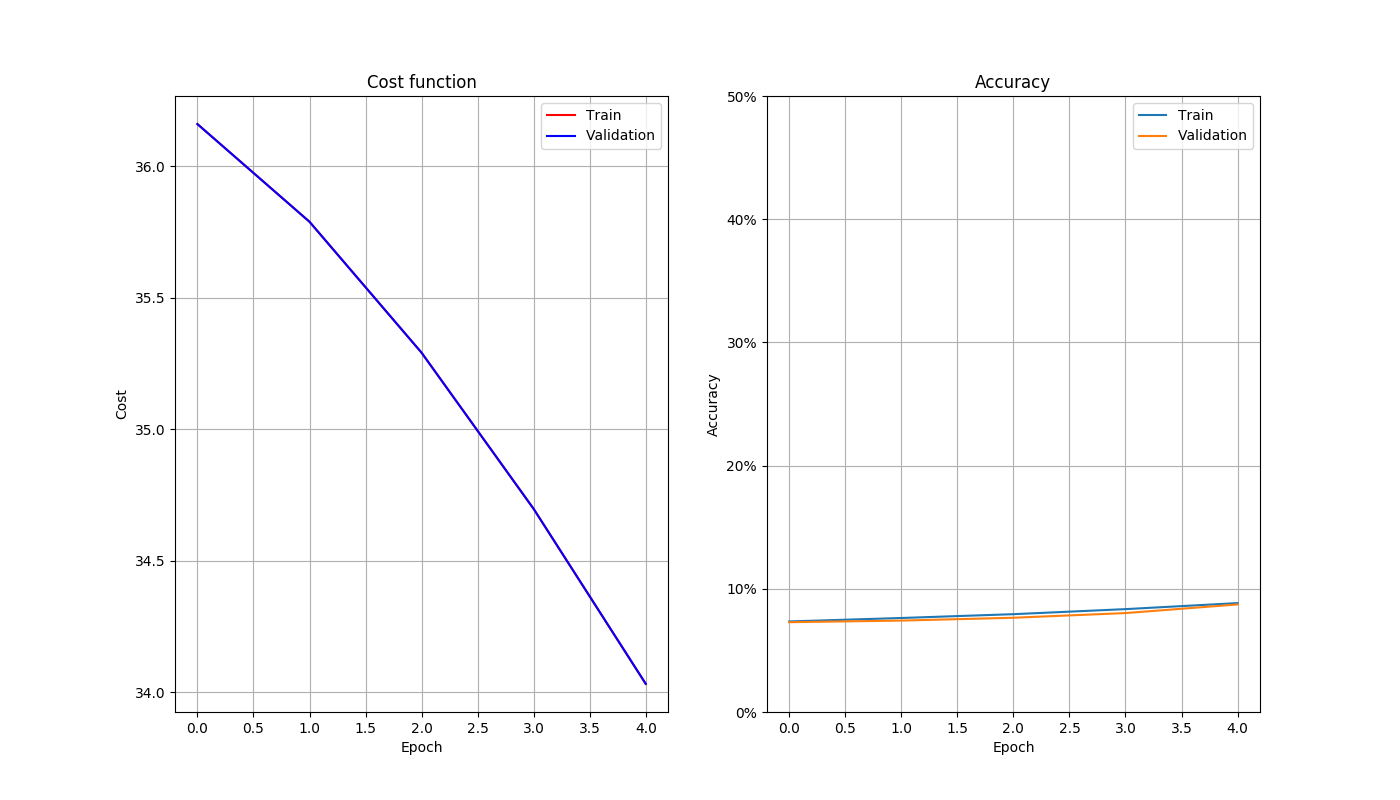 Cost function
Train
Validation
36.0
35.5
35.0
34.5
34.0
Cost
0.0 0.5 1.0 1.5 2.0 2.5 3.0 3.5 4.0
Epoch
Accuracy
Train
Validation
50%
40%
30%
20%
10%
0%
Accuracy
0.0 0.5 1.0 1.5 2.0 2.5 3.0 3.5 4.0
Epoch